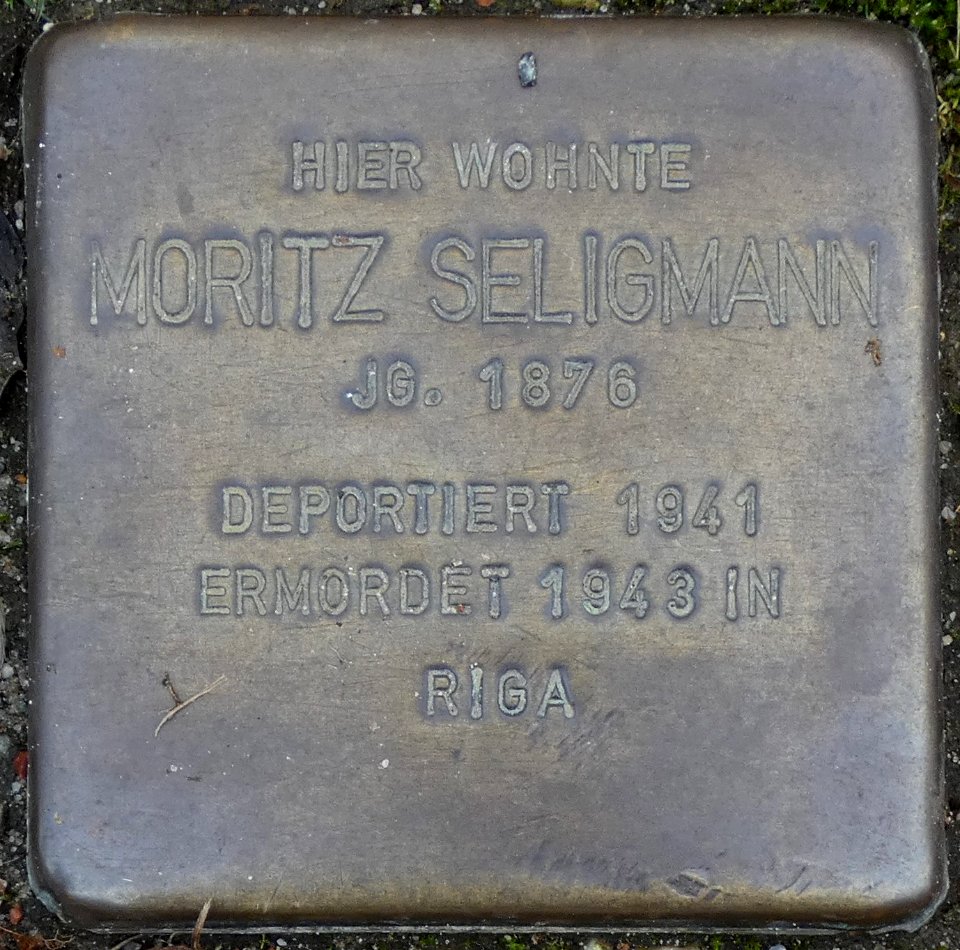 HIER WOHNTE
MORITZ SELIGMANN
JG. 1876
DEPORTIERT 1941
ERMORDET 1943 IN
RIGA